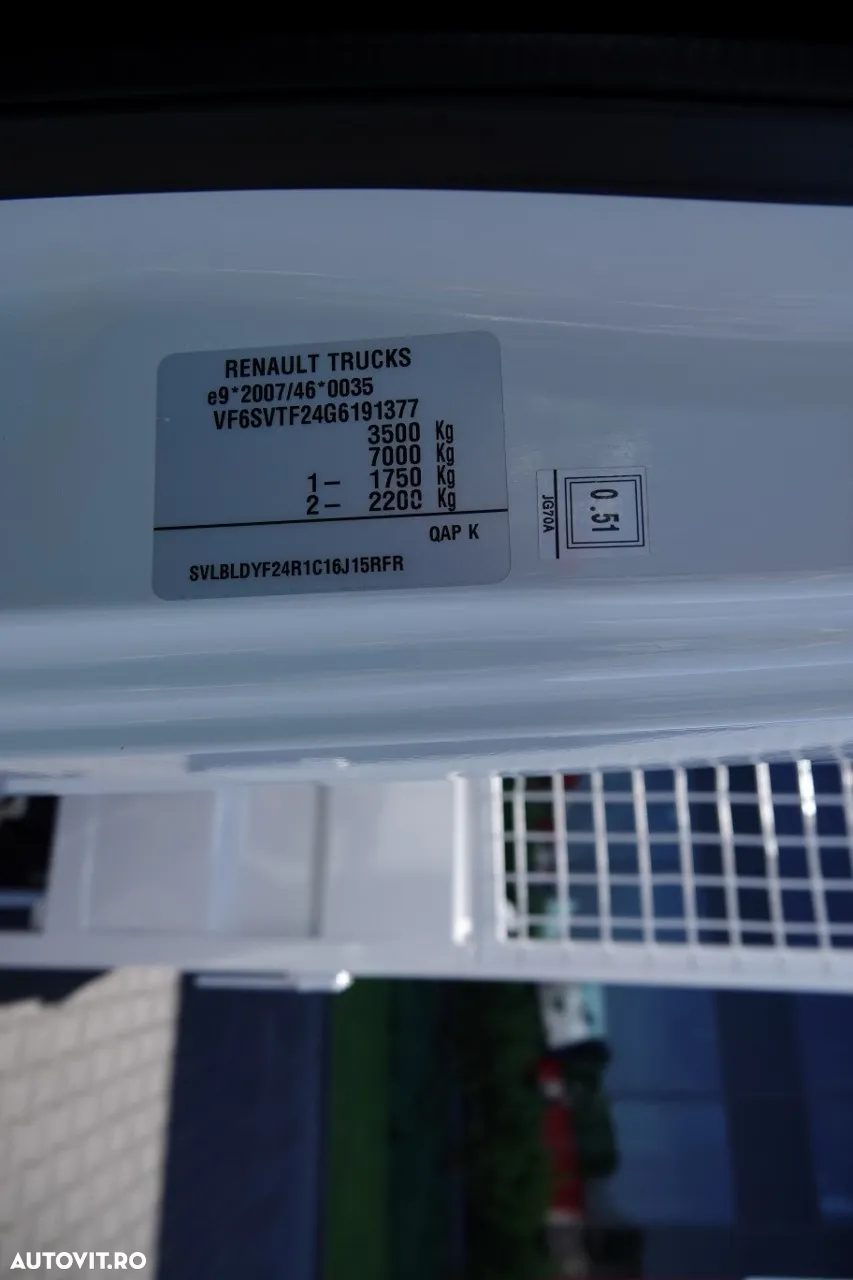 RENAULT TRUCKS
e9*2007/46*0035
VF6SVTF24G6191377
3500 Kg
7000 Kg
1– 1750 Kg
2– 2200 Kg
QAP K
SVLBLDYF24R1C16J15RFR
JG70A
0.51
AUTOVIT.RO